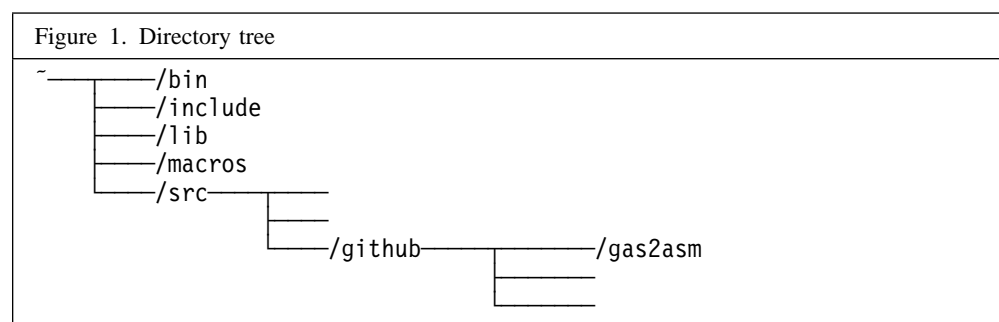 Figure 1. Directory tree
~ /bin
/include
/lib
/macros
/src
/github /gas2asm